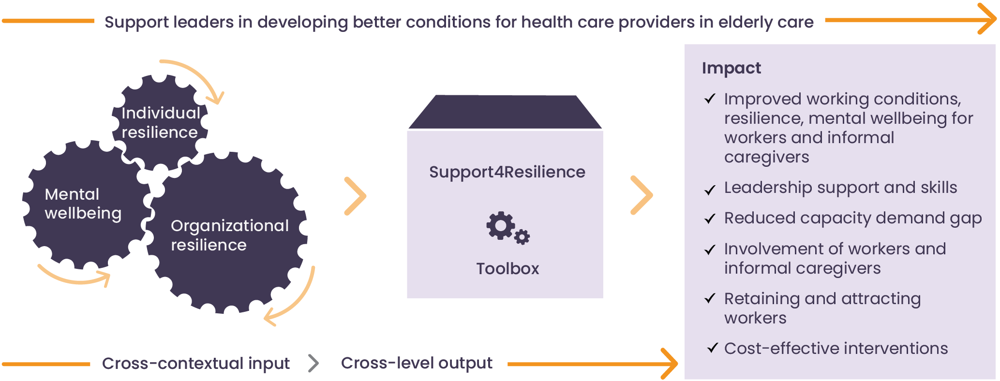 Support leaders in developing better conditions for health care providers in elderly care
Individual
resilience
Mental
wellbeing
Organizational
resilience
Support4Resilience
Toolbox
Impact
Improved working conditions,
resilience, mental wellbeing for
workers and informal
caregivers
Leadership support and skills
Reduced capacity demand gap
Involvement of workers and
informal caregivers
Retaining and attracting
workers
Cost-effective interventions
Cross-contextual input
Cross-level output